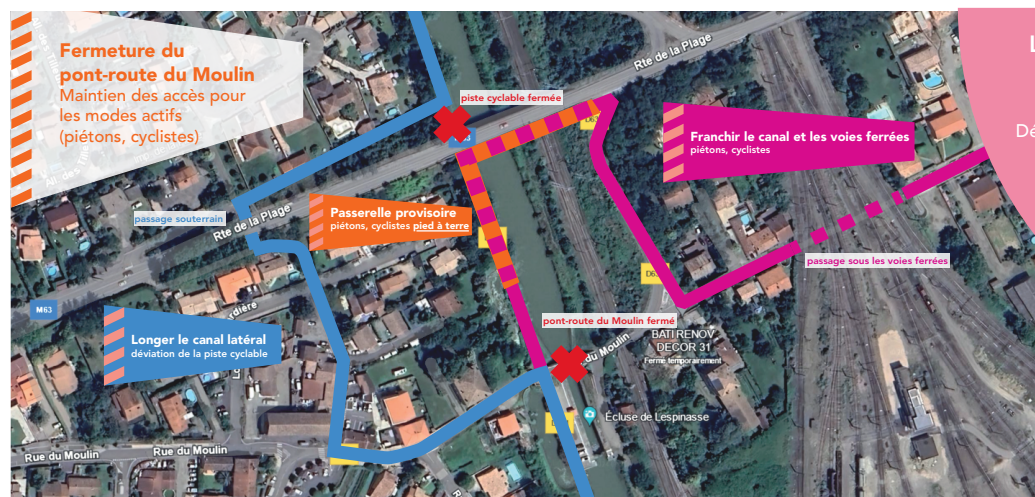 Fermeture du
pont-route du Moulin
Maintien des accès pour
les modes actifs
(piétons, cyclistes)
L
Dé
Rte de la Plage
piste cyclable fermée
Franchir le canal et les voies ferrées
piétons, cyclistes
passage souterrain
Rte de la Plage
Passerelle provisoire
piétons, cyclistes pied à terre
passage sous les voies ferrées
M63
Longer le canal latéral
déviation de la piste cyclable
pont-route du Moulin fermé
du Moulin
BATI RENOV
DECOR 31
Fermé temporairement
Écluse de Lespinasse
Rue du Moulin
Rue du Moulin